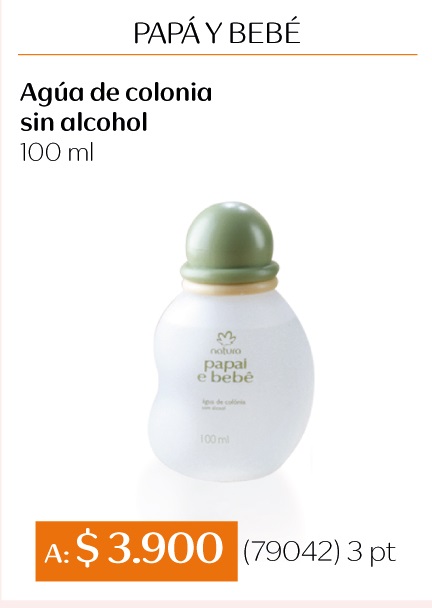 PAPÁ Y BEBÉ
Agúa de colonia
sin alcohol
100 ml
natura
papai
e bebê
água de colônia
sem álcool
100 ml
A: $ 3.900 (79042) 3 pt